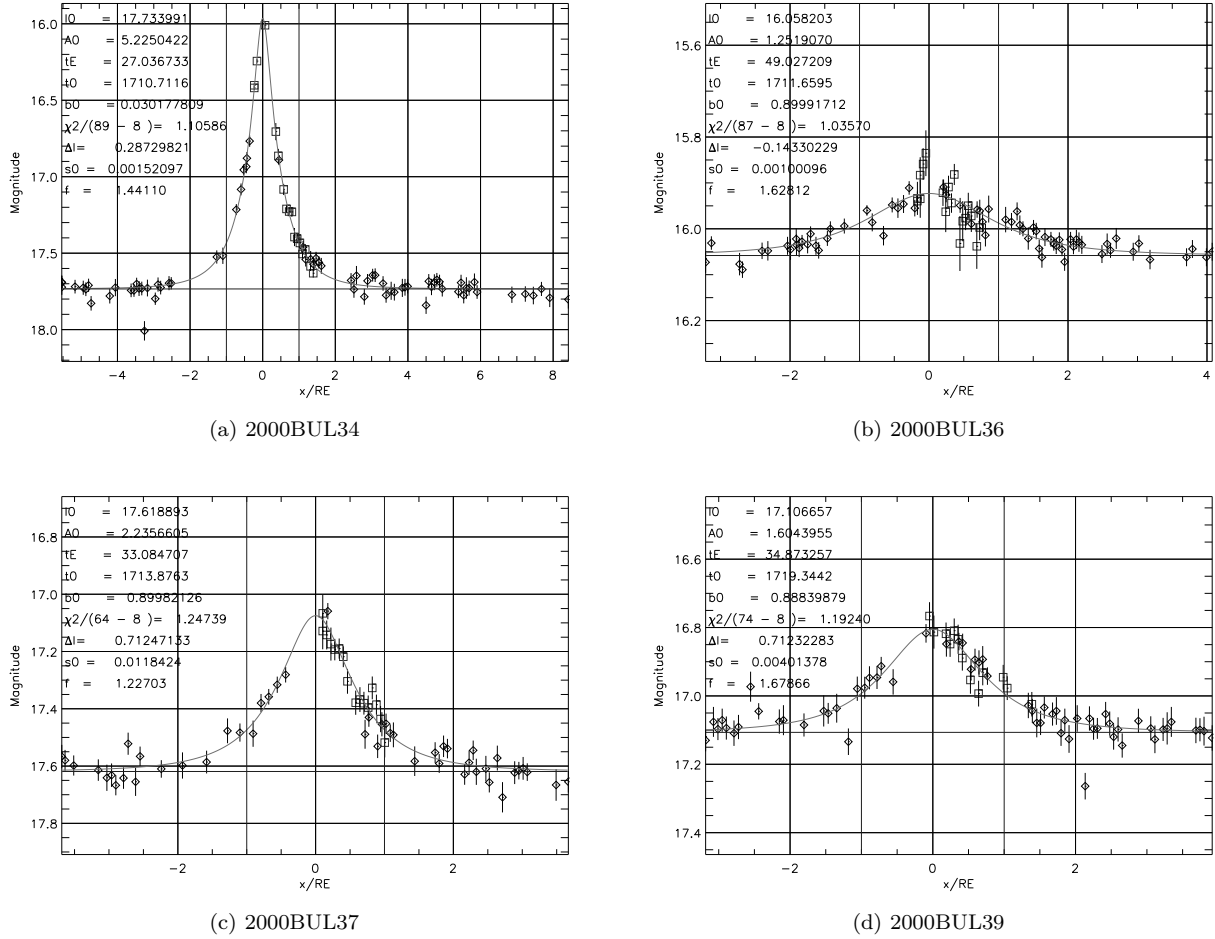 I0 = 17.733991
A0 = 5.2250422
tE = 27.036733
t0 = 1710.7116
b0 = 0.030177809
χ2/(89 − 8 )= 1.10586
ΔI= 0.28729821
s0 = 0.00152097
f = 1.44110
16.0
16.5
17.0
17.5
18.0
Magnitude
−4 −2 0 2 4 6 8
x/RE
(a) 2000BUL34
I0 = 16.058203
A0 = 1.2519070
tE = 49.027209
t0 = 1711.6595
b0 = 0.89991712
χ2/(87 − 8 )= 1.03570
ΔI= −0.14330229
s0 = 0.00100096
f = 1.62812
15.6
15.8
16.0
16.2
Magnitude
−2 0 2 4
x/RE
(b) 2000BUL36
I0 = 17.618893
A0 = 2.2356605
tE = 33.084707
t0 = 1713.8763
b0 = 0.89982126
χ2/(64 − 8 )= 1.24739
ΔI= 0.71247133
s0 = 0.0118424
f = 1.22703
16.8
17.0
17.2
17.4
17.6
17.8
Magnitude
−2 0 2
x/RE
(c) 2000BUL37
I0 = 17.106657
A0 = 1.6043955
tE = 34.873257
t0 = 1719.3442
b0 = 0.88839879
χ2/(74 − 8 )= 1.19240
ΔI= 0.71232283
s0 = 0.00401378
f = 1.67866
16.6
16.8
17.0
17.2
17.4
Magnitude
−2 0 2
x/RE
(d) 2000BUL39